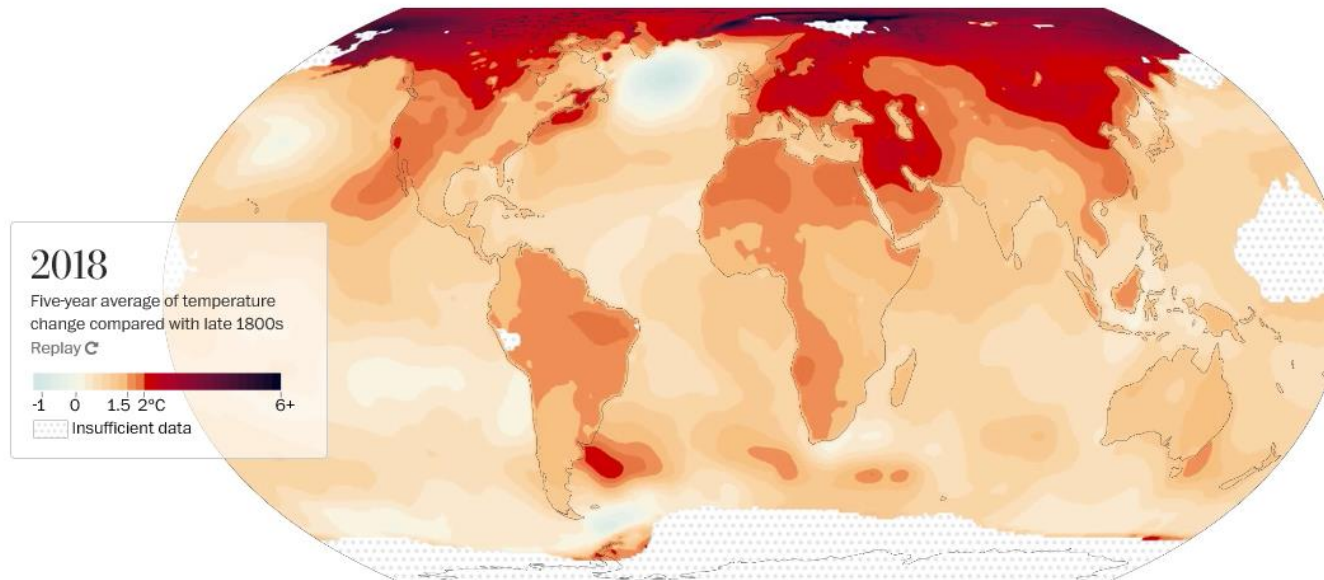 2018
Five-year average of temperature
change compared with late 1800s
Replay
-1 0 1.5 2°C 6+
Insufficient data